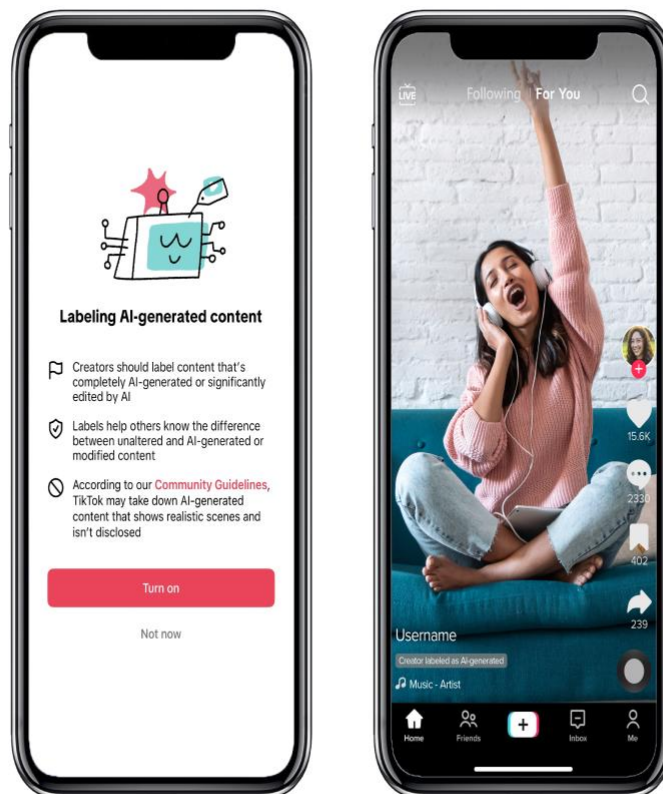 Labeling AI-generated content
Creators should label content that's
completely AI-generated or significantly
edited by AI
Labels help others know the difference
between unaltered and AI-generated or
modified content
According to our Community Guidelines,
TikTok may take down AI-generated
content that shows realistic scenes and
isn't disclosed
Turn on
Not now
LIVE
Following For You
15.6K
2330
402
239
Username
Creator labeled as AI-generated
Music - Artist
Home Friends Inbox Me